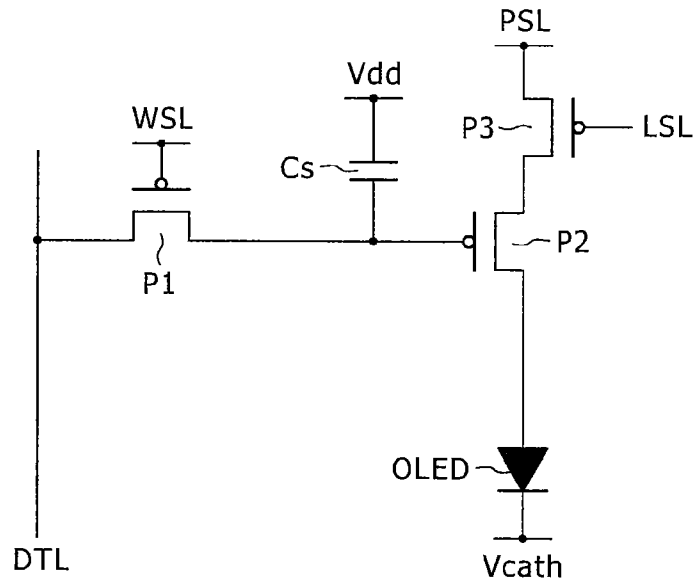 PSL
Vdd
WSL
P3
LSL
Cs
P2
P1
OLED
DTL
Vcath